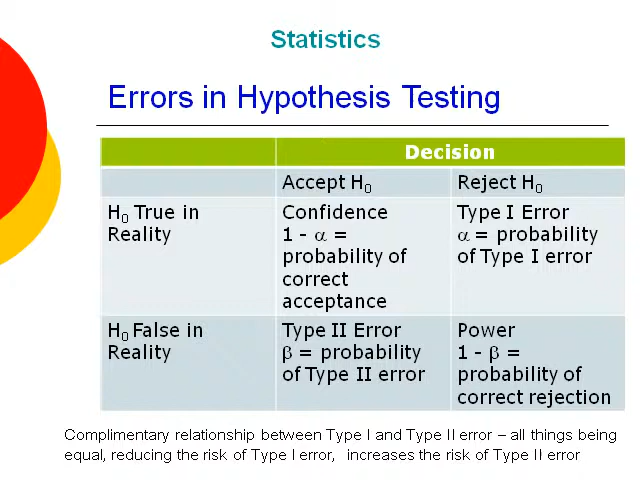 Statistics
Errors in Hypothesis Testing
Decision
Accept H₀
Reject H₀
H₀ True in
Reality
Confidence
1 - α =
probability of
correct
acceptance
Type I Error
α = probability
of Type I error
H₀ False in
Reality
Type II Error
β = probability
of Type II error
Power
1 - β =
probability of
correct rejection
Complimentary relationship between Type I and Type II error – all things being
equal, reducing the risk of Type I error, increases the risk of Type II error